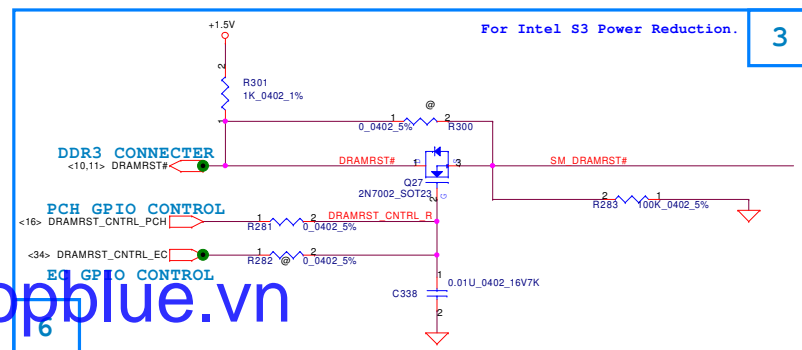 +1.5V
For Intel S3 Power Reduction.
3
2
R301
1K_0402_1%
1
@
1 2
0_0402_5% R300
DDR3 CONNECTER
<10,11> DRAMRST#
DRAMRST#
1 D S 3
SM_DRAMRST#
Q27
2N7002_SOT23
G
2
2 1
R283 100K_0402_5%
PCH GPIO CONTROL
<16> DRAMRST_CNTRL_PCH
1 2
R281 0_0402_5%
DRAMRST_CNTRL_R
<34> DRAMRST_CNTRL_EC
1 2
R282 @ 0_0402_5%
EC GPIO CONTROL
1
0.01U_0402_16V7K
C338
2
opblue.vn
6